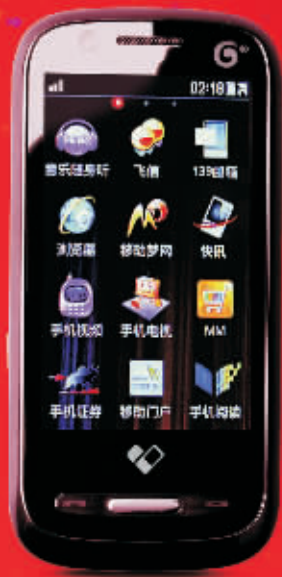 G
02:18
音乐随身听 飞信 139邮箱
浏览器 移动梦网 快讯
手机视频 手机电视 MM
手机证券 移动门户 手机阅读